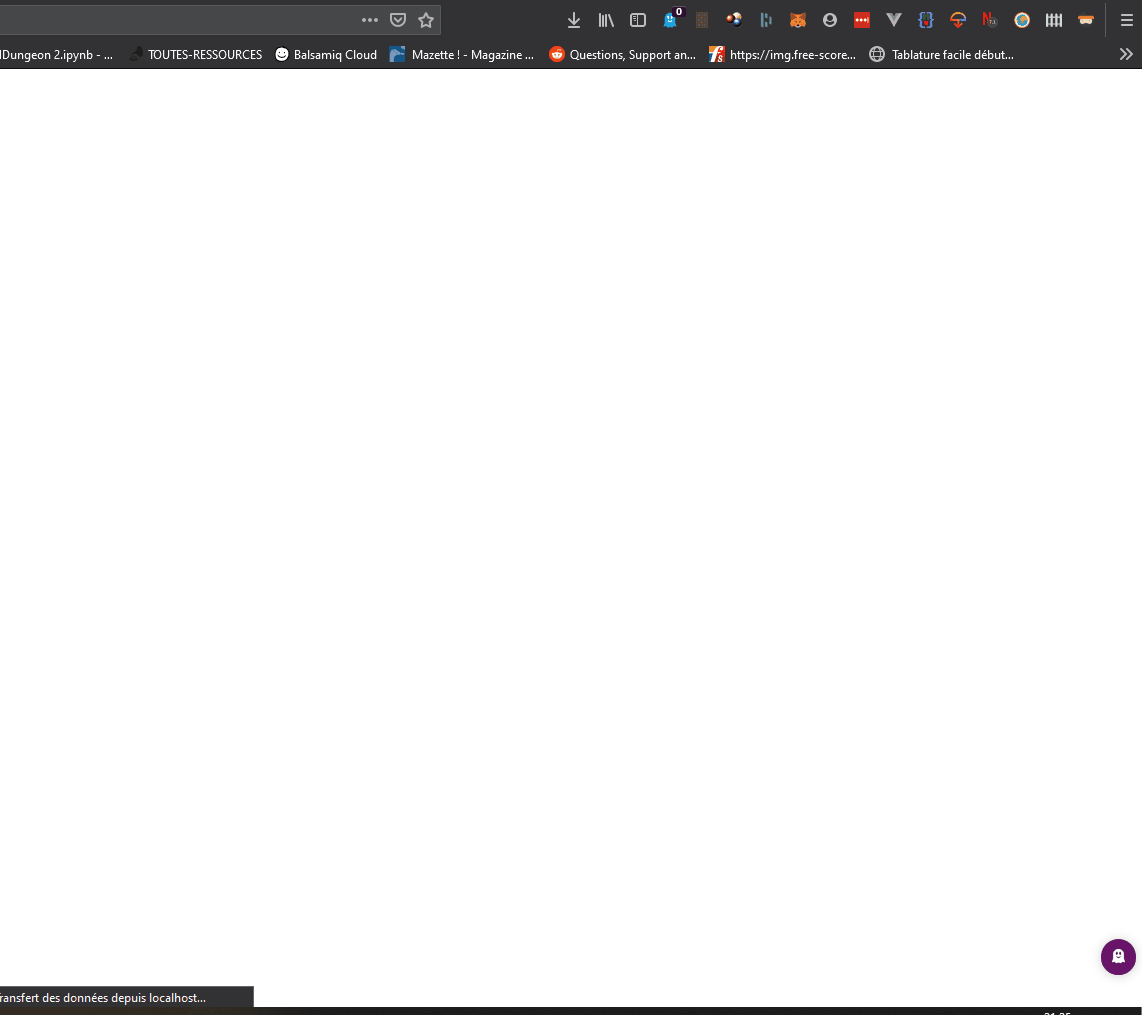 0
Dungeon 2.ipynb - ... TOUTES-RESSOURCES Balsamiq Cloud Mazette ! - Magazine ... Questions, Support an... https://img.free-score... Tablature facile début...
ransfert des données depuis localhost...